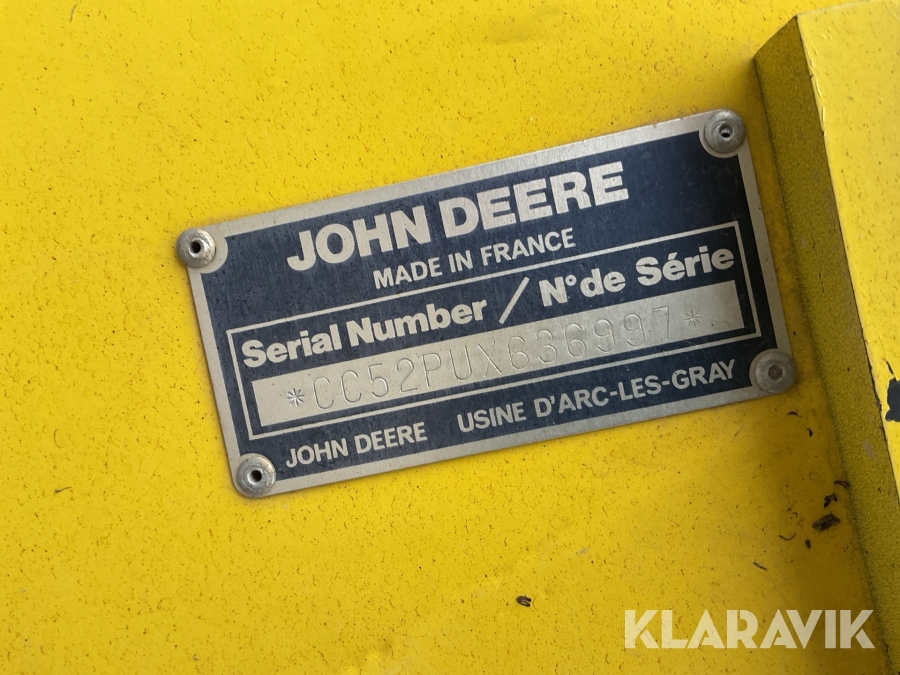 JOHN DEERE
MADE IN FRANCE
Serial Number / N° de Série
*CC52PUX636997*
JOHN DEERE USINE D'ARC-LES-GRAY
KLARAVIK